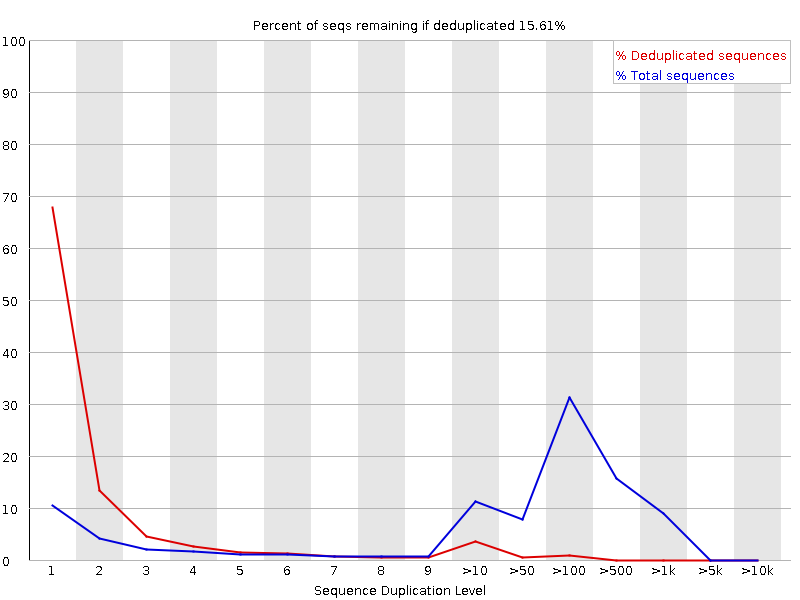 Percent of seqs remaining if deduplicated 15.61%
% Deduplicated sequences
% Total sequences
100
90
80
70
60
50
40
30
20
10
0
1 2 3 4 5 6 7 8 9 >10 >50 >100 >500 >1k >5k >10k
Sequence Duplication Level